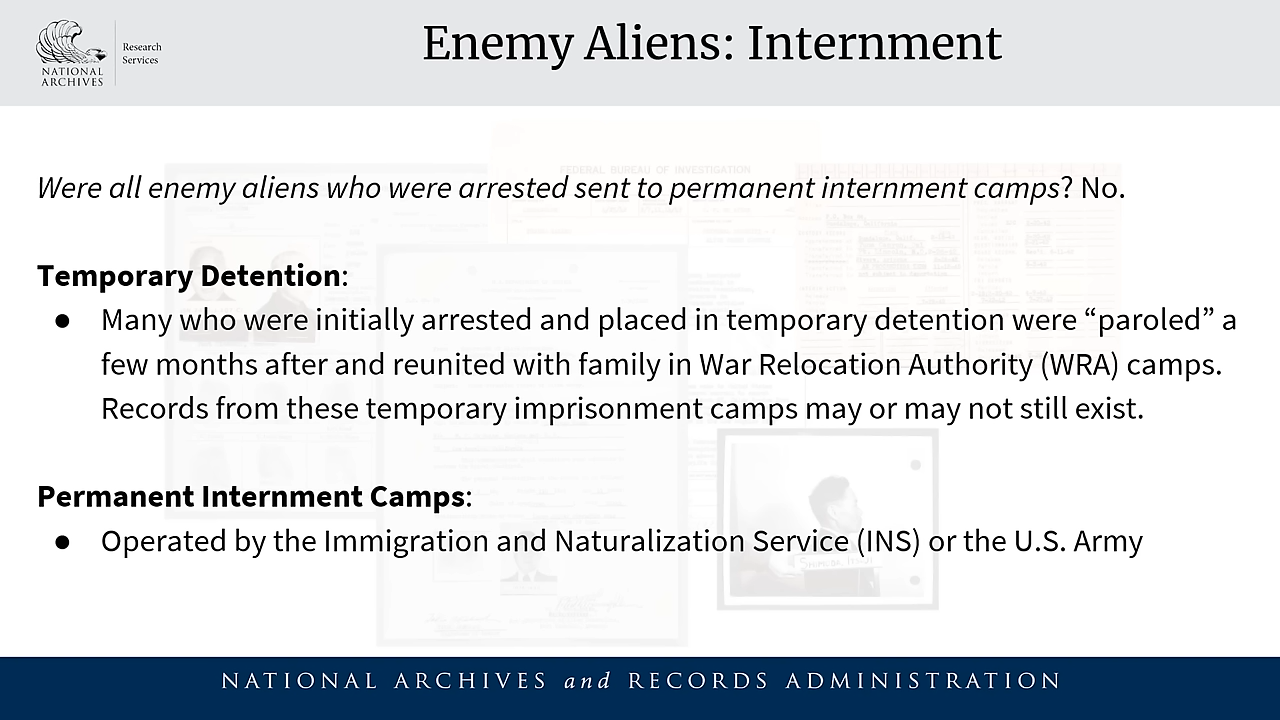 NATIONAL
ARCHIVES
Research
Services
Enemy Aliens: Internment
FEDERAL BUREAU OF INVESTIGATION
Were all enemy aliens who were arrested sent to permanent internment camps? No.
Temporary Detention:
● Many who were initially arrested and placed in temporary detention were “paroled” a
few months after and reunited with family in War Relocation Authority (WRA) camps.
Records from these temporary imprisonment camps may or may not still exist.
Permanent Internment Camps:
● Operated by the Immigration and Naturalization Service (INS) or the U.S. Army
NATIONAL ARCHIVES and RECORDS ADMINISTRATION